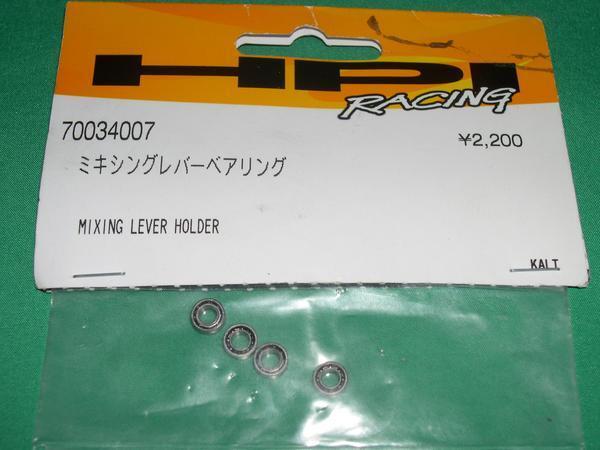 HPI
RACING
70034007
¥2,200
ミキシングレバーベアリング
MIXING LEVER HOLDER
KALT